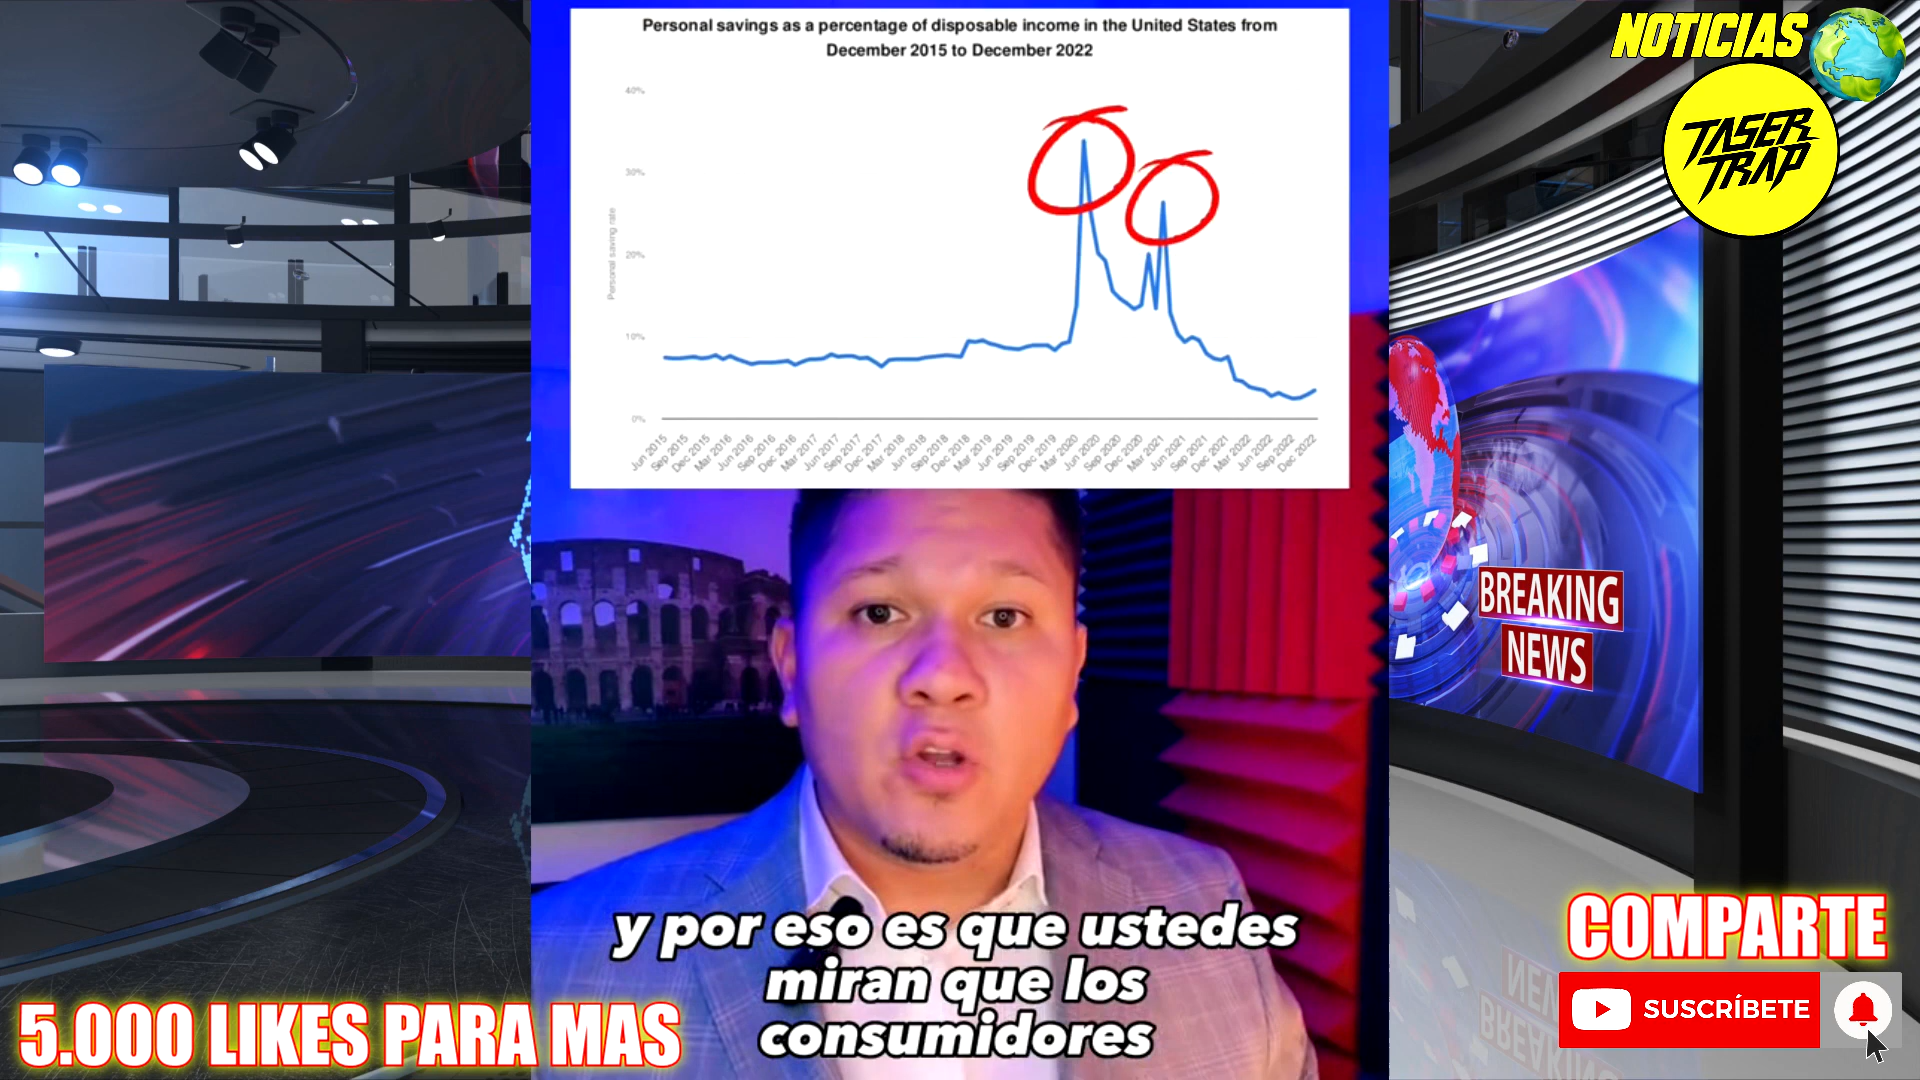 Personal savings as a percentage of disposable income in the United States from
December 2015 to December 2022
40%
30%
20%
10%
0%
Personal saving rate
Jun 2015
Sep 2015
Dec 2015
Mar 2016
Jun 2016
Sep 2016
Dec 2016
Mar 2017
Jun 2017
Sep 2017
Dec 2017
Mar 2018
Jun 2018
Sep 2018
Dec 2018
Mar 2019
Jun 2019
Sep 2019
Dec 2019
Mar 2020
Jun 2020
Sep 2020
Dec 2020
Mar 2021
Jun 2021
Sep 2021
Dec 2021
Mar 2022
Jun 2022
Sep 2022
Dec 2022
NOTICIAS
TASER
TRAP
BREAKING
NEWS
y por eso es que ustedes
miran que los
consumidores
5.000 LIKES PARA MAS
COMPARTE
SUSCRÍBETE
NEWS
BREAKING